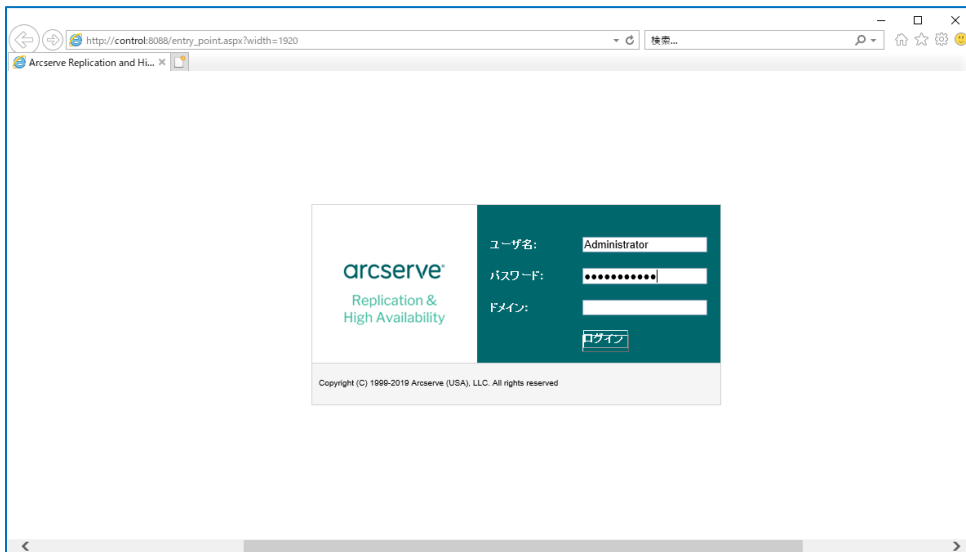 http://control:8088/entry_point.aspx?width=1920
検索...
Arcserve Replication and Hi...
ユーザ名:
Administrator
arcserve
パスワード:
●●●●●●●●●●●
Replication &
High Availability
ドメイン:
ログイン
Copyright (C) 1999-2019 Arcserve (USA), LLC. All rights reserved